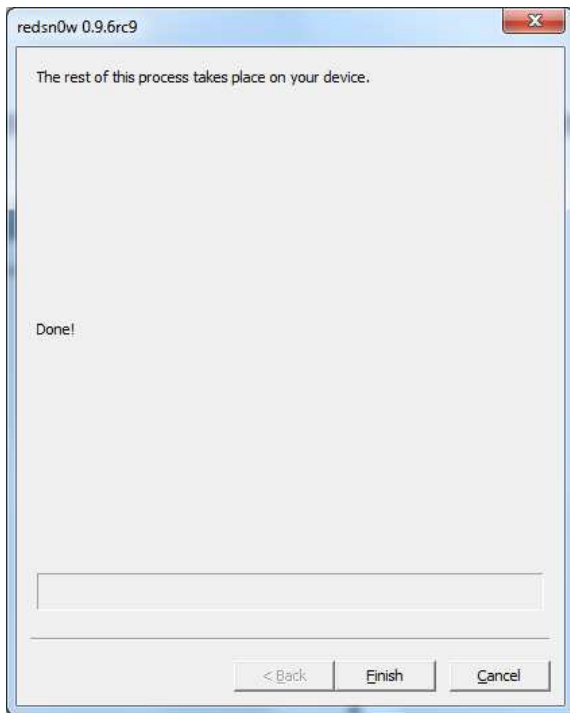 redsn0w 0.9.6rc9
The rest of this process takes place on your device.
Done!
< Back
Finish
Cancel